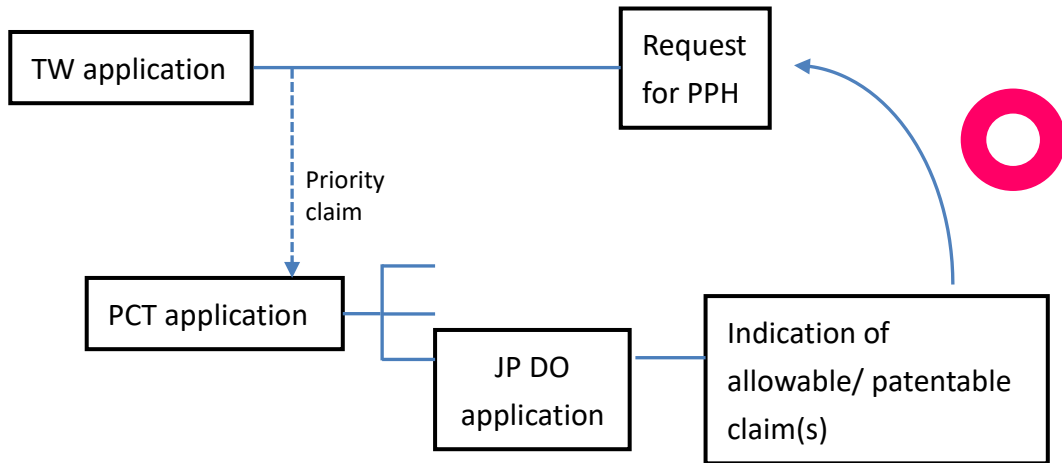 TW application
Request
for PPH
Priority
claim
PCT application
JP DO
application
Indication of
allowable/ patentable
claim(s)